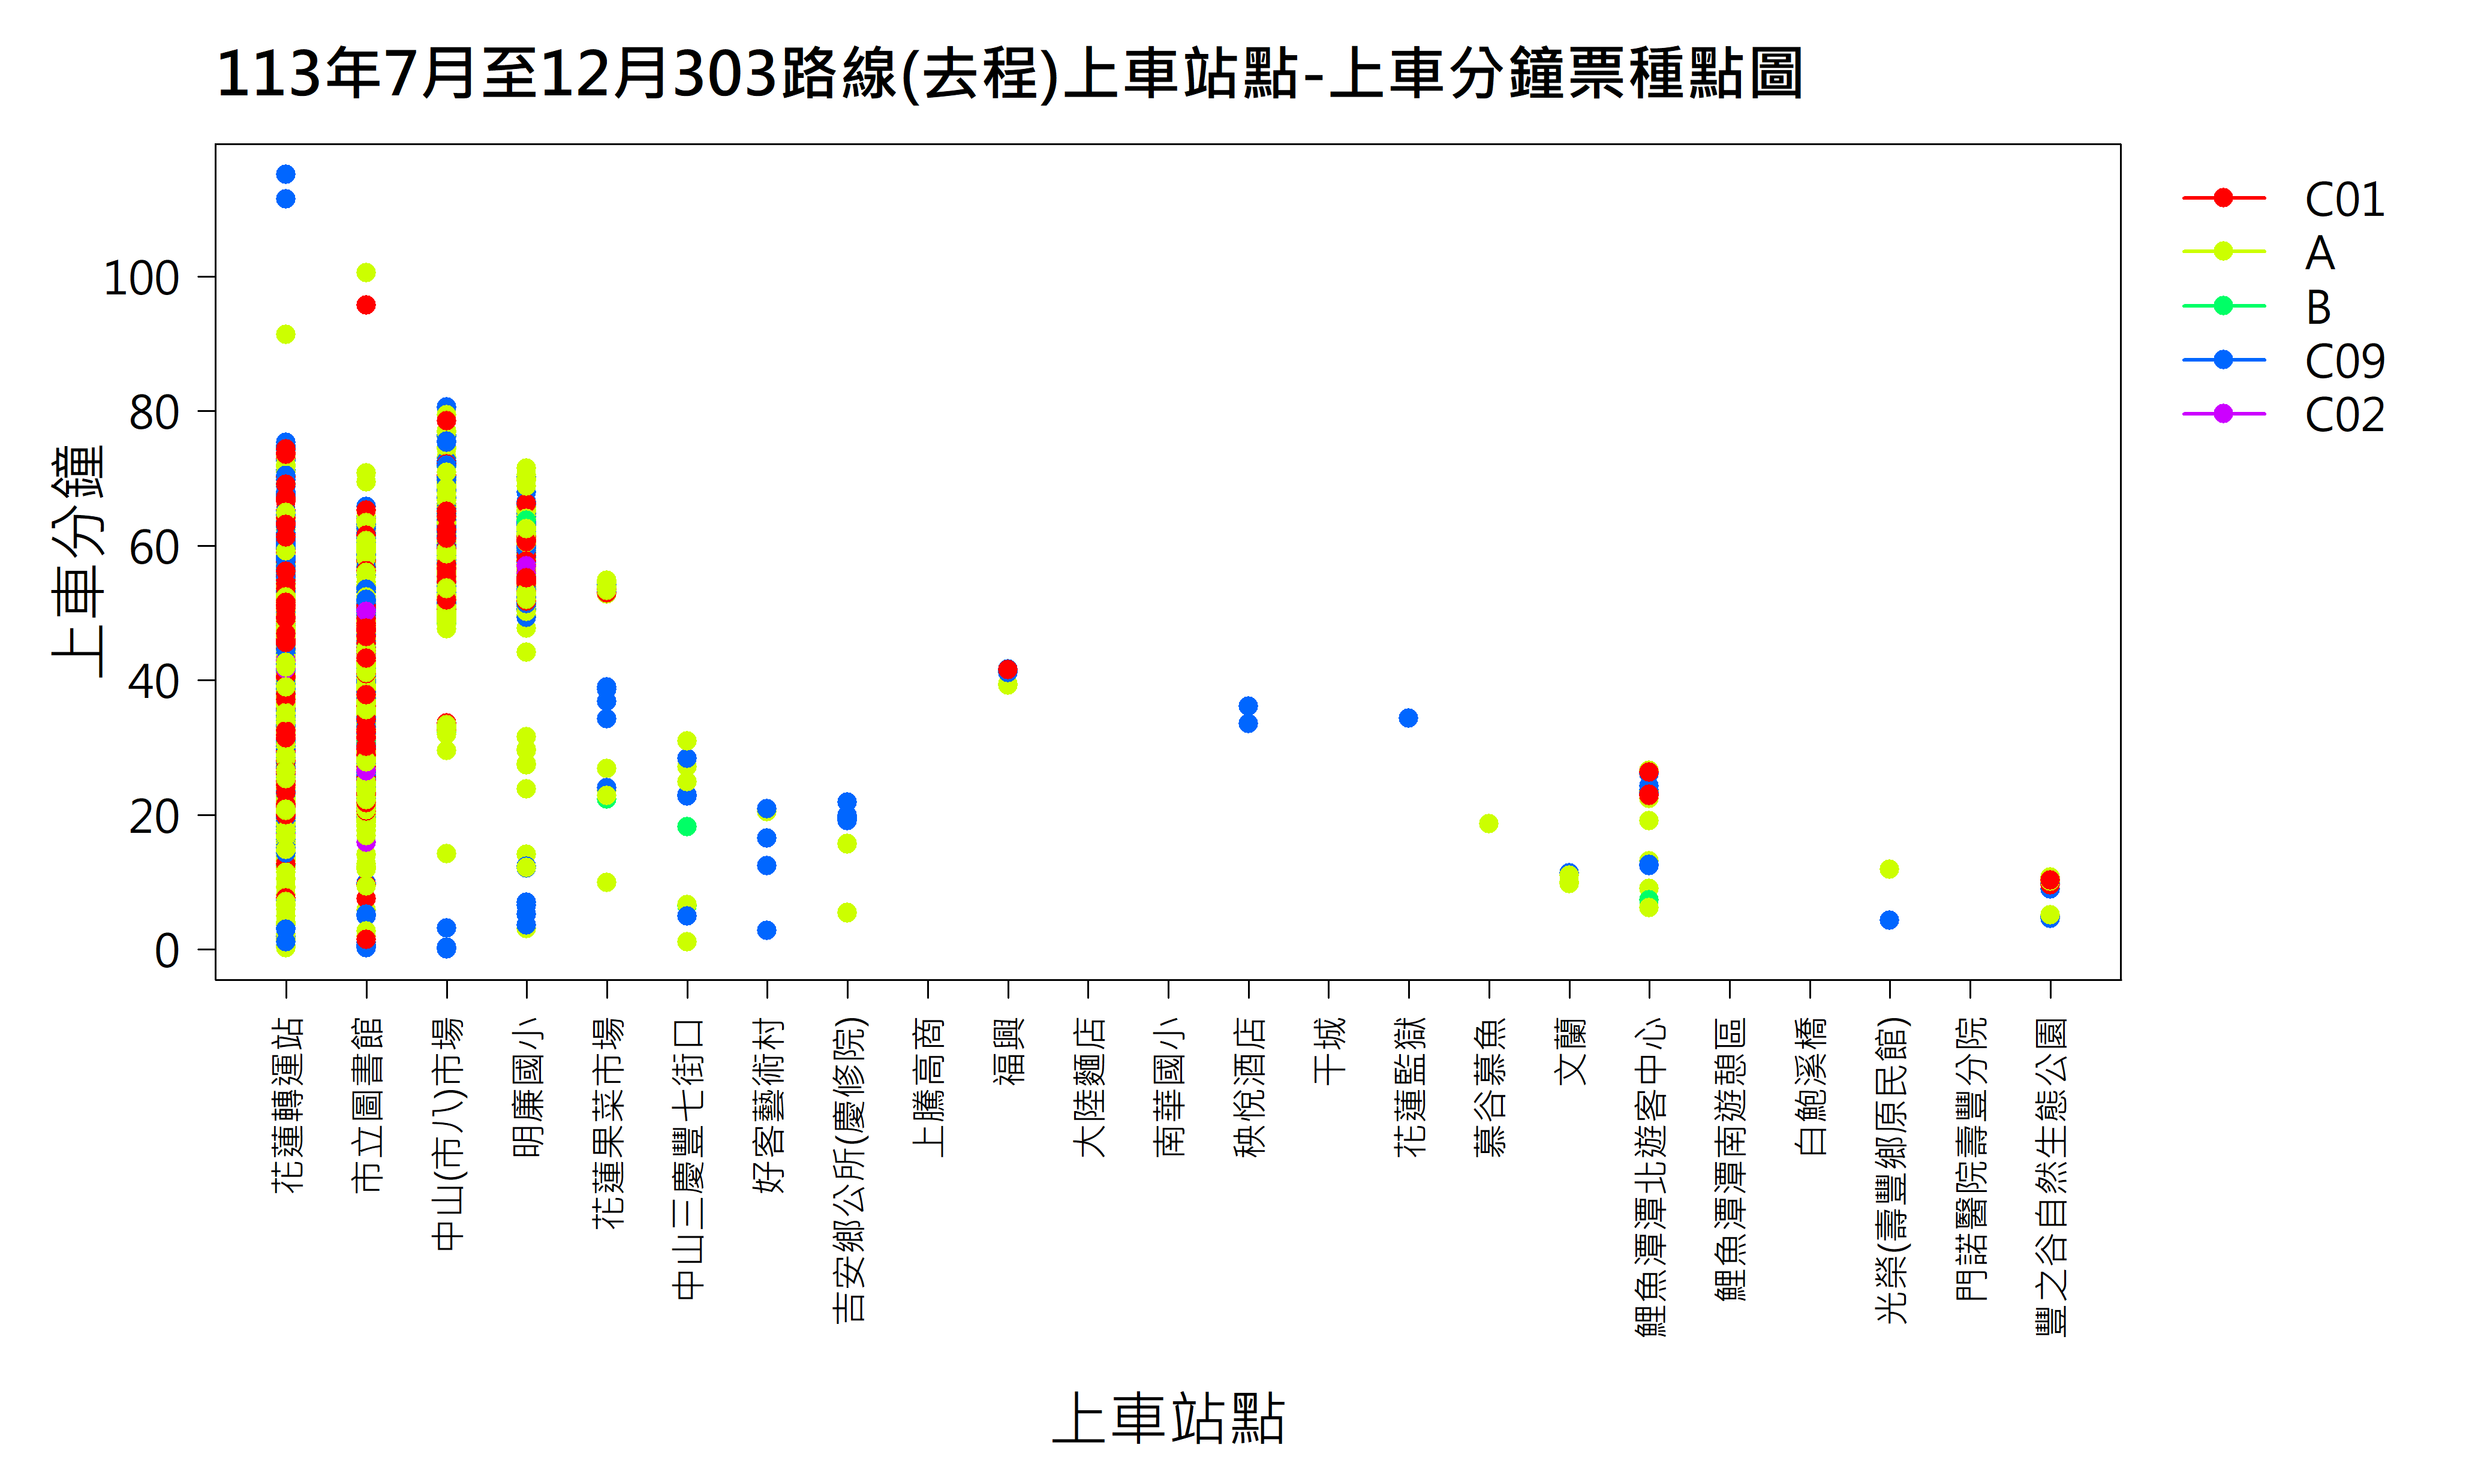 113年7月至12月303路線(去程)上車站點-上車分鐘票種點圖
上車分鐘
100
80
60
40
20
0
C01
A
B
C09
C02
花蓮轉運站
市立圖書館
中山(市八)市場
明廉國小
花蓮果菜市場
中山三慶豐七街口
好客藝術村
吉安鄉公所(慶修院)
上騰高商
福興
大陸麵店
南華國小
秧悅酒店
干城
花蓮監獄
慕谷慕魚
文蘭
鯉魚潭潭北遊客中心
鯉魚潭潭南遊憩區
白鮑溪橋
光榮(壽豐鄉原民館)
門諾醫院壽豐分院
豐之谷自然生態公園
上車站點